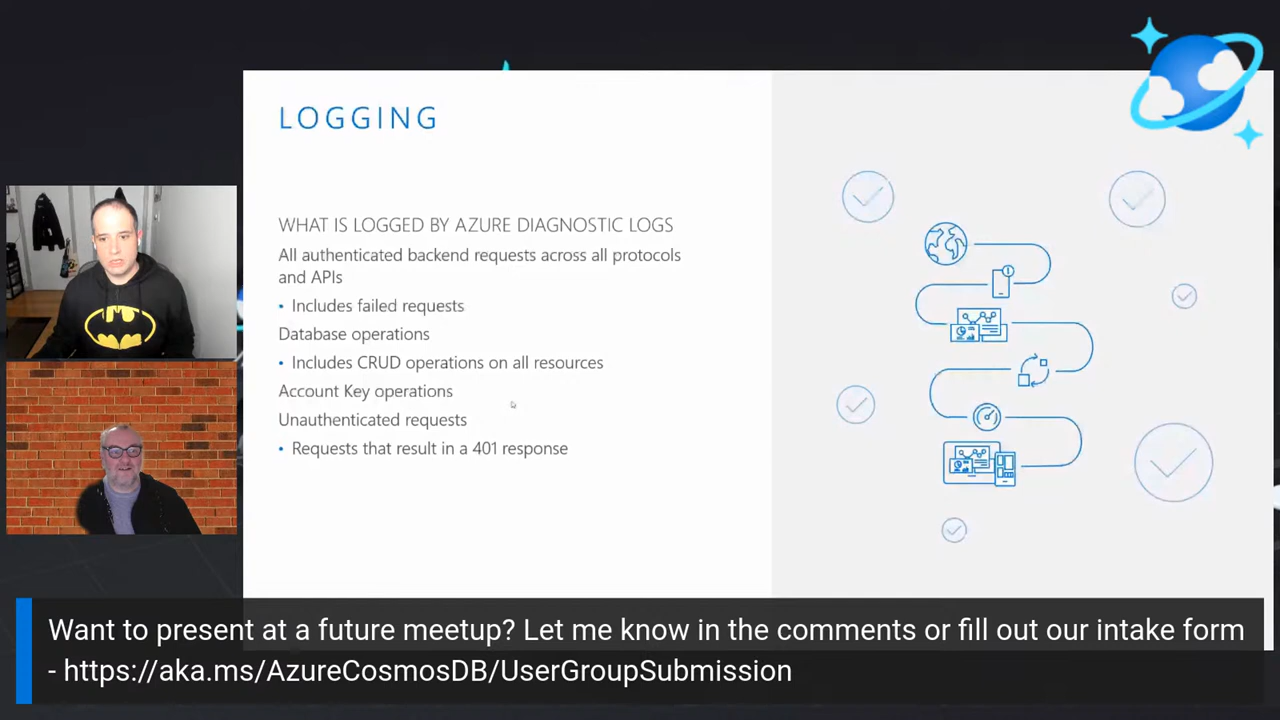 LOGGING
WHAT IS LOGGED BY AZURE DIAGNOSTIC LOGS
All authenticated backend requests across all protocols
and APIs
• Includes failed requests
Database operations
• Includes CRUD operations on all resources
Account Key operations
Unauthenticated requests
• Requests that result in a 401 response
Want to present at a future meetup? Let me know in the comments or fill out our intake form
- https://aka.ms/AzureCosmosDB/UserGroupSubmission